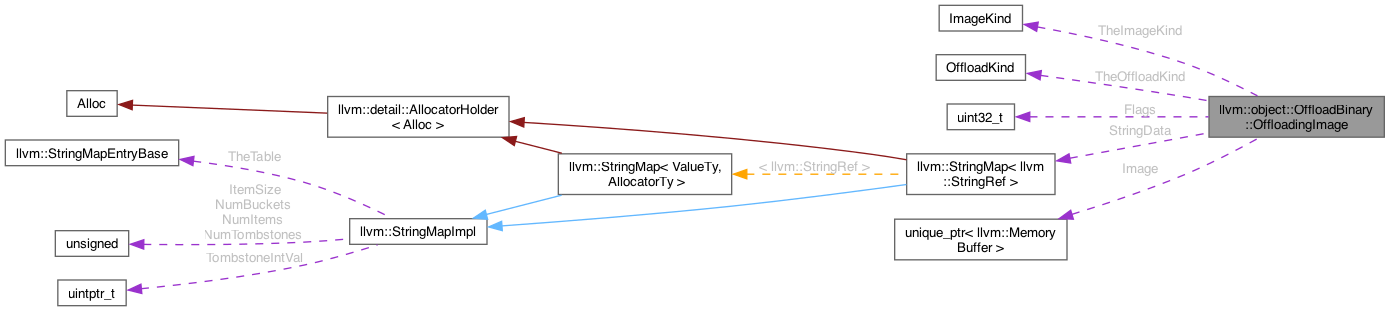 ImageKind
TheImageKind
OffloadKind
TheOffloadKind
llvm::object::OffloadBinary
::OffloadingImage
Alloc
llvm::detail::AllocatorHolder
< Alloc >
uint32_t
Flags
StringData
llvm::StringMapEntryBase
TheTable
llvm::StringMap< ValueTy,
AllocatorTy >
< llvm::StringRef >
llvm::StringMap< llvm
::StringRef >
Image
ItemSize
NumBuckets
NumItems
NumTombstones
unsigned
llvm::StringMapImpl
unique_ptr< llvm::Memory
Buffer >
TombstoneIntVal
uintptr_t